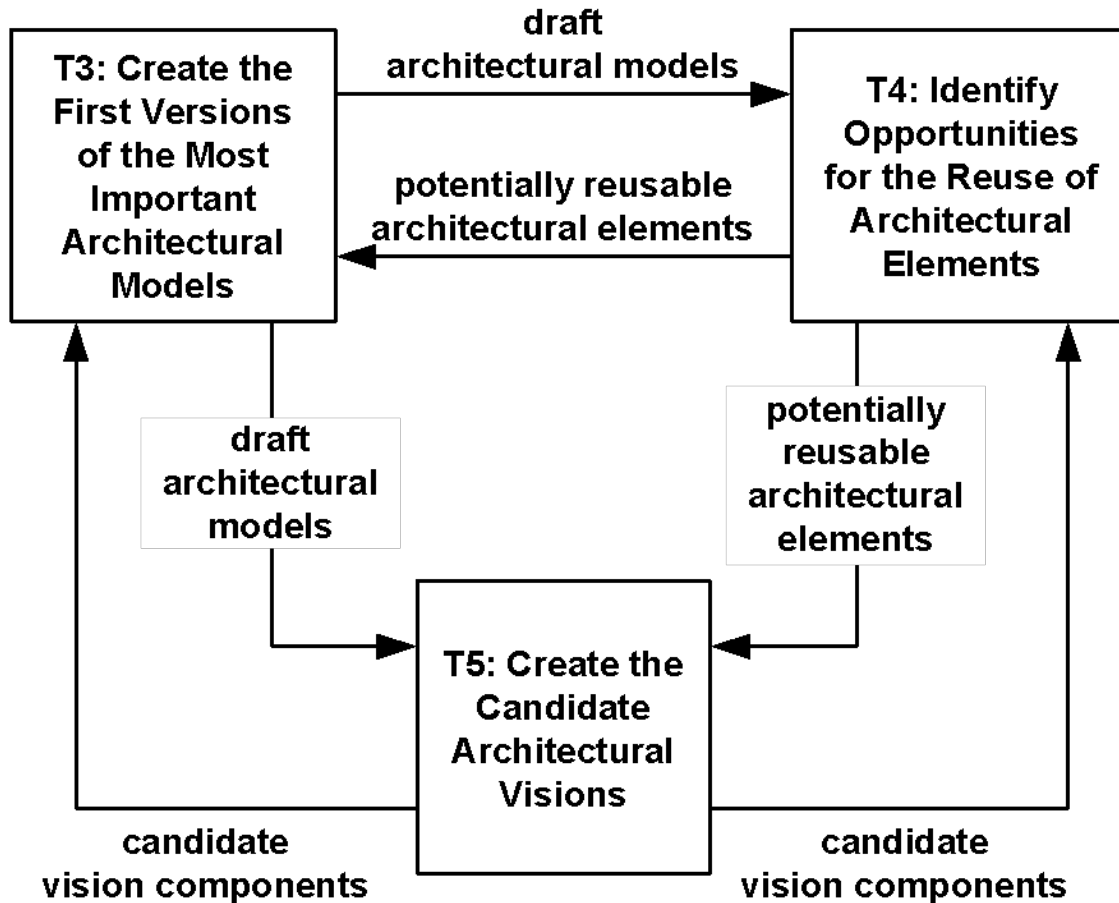 draft
architectural models
T3: Create the
First Versions
of the Most
Important
Architectural
Models
T4: Identify
Opportunities
for the Reuse of
Architectural
Elements
potentially reusable
architectural elements
draft
architectural
models
potentially
reusable
architectural
elements
T5: Create the
Candidate
Architectural
Visions
candidate
vision components
candidate
vision components